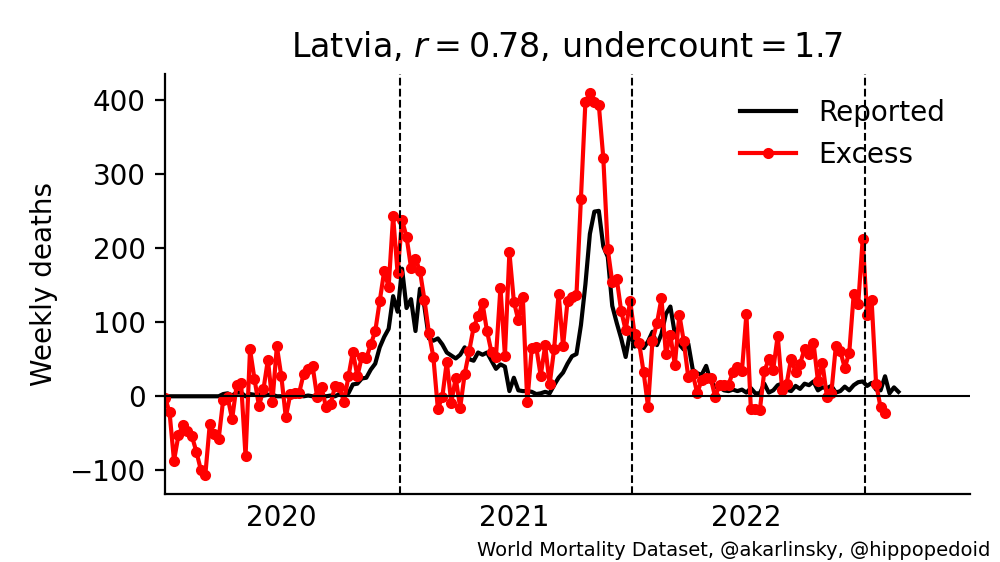 Latvia, r = 0.78, undercount = 1.7
Weekly deaths
400
300
200
100
0
−100
Reported
Excess
2020 2021 2022
World Mortality Dataset, @akarlinsky, @hippopedoid